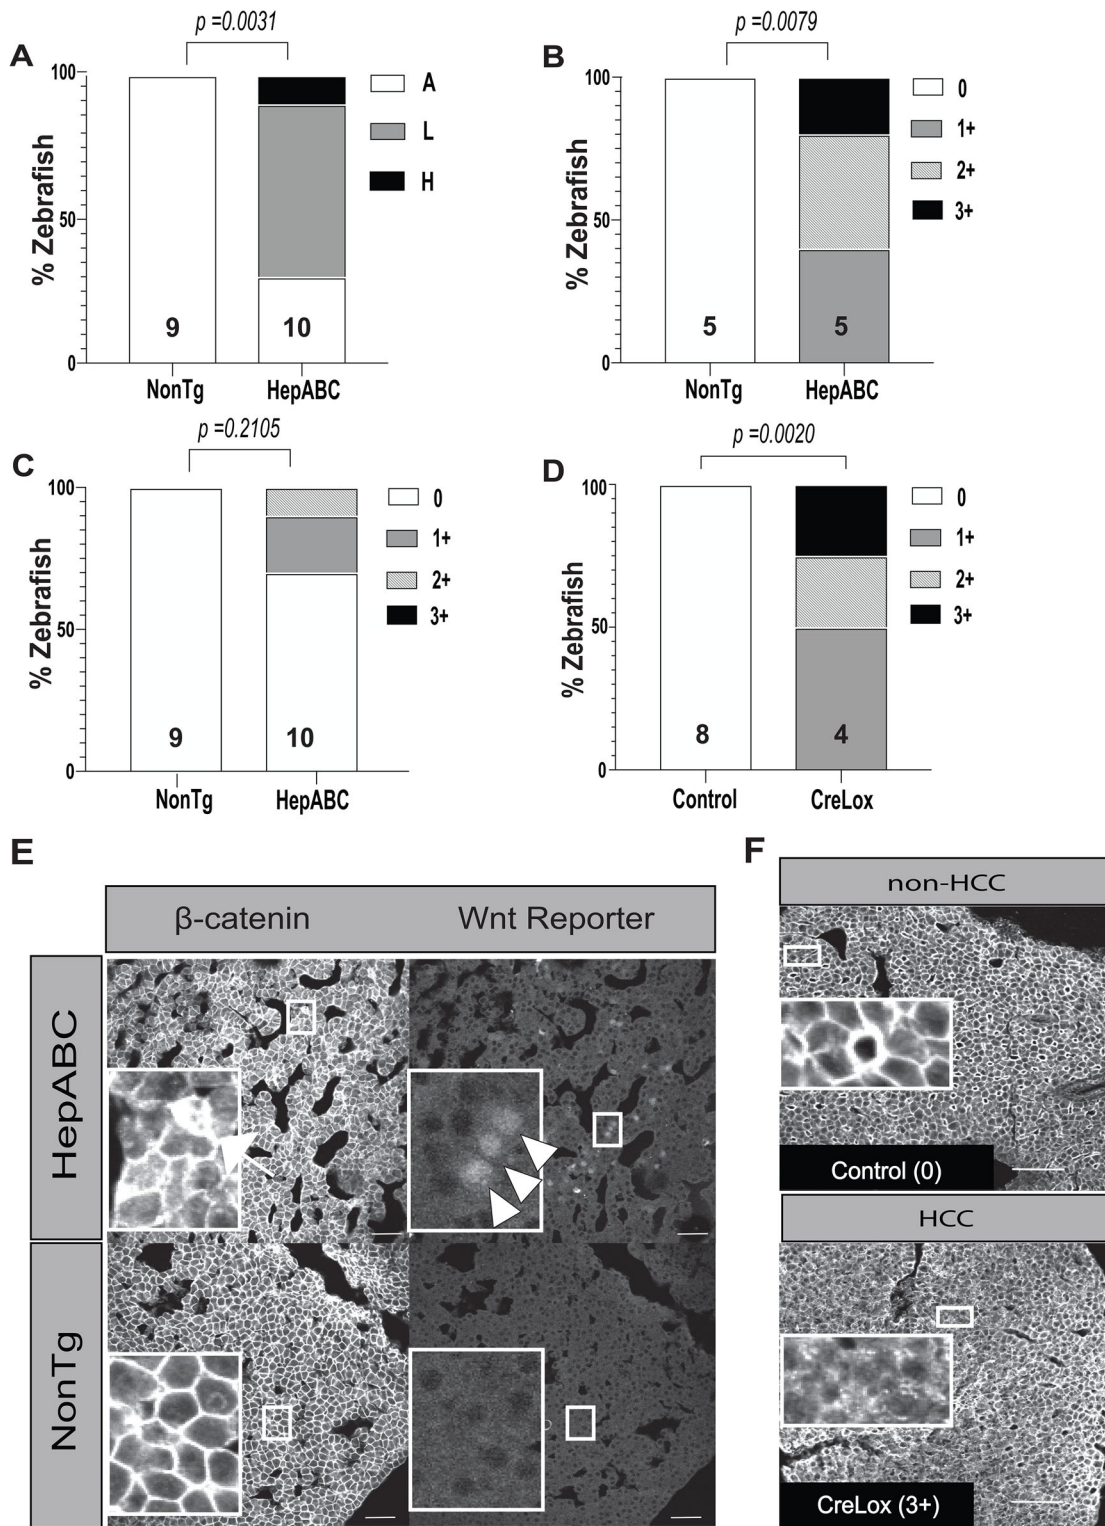 A
p =0.0031
100
50
0
% Zebrafish
9
10
NonTg
HepABC
A
L
H
B
p =0.0079
100
50
0
% Zebrafish
5
5
NonTg
HepABC
0
1+
2+
3+
C
p =0.2105
100
50
0
% Zebrafish
9
10
NonTg
HepABC
0
1+
2+
3+
D
p =0.0020
100
50
0
% Zebrafish
8
4
Control
CreLox
0
1+
2+
3+
E
β-catenin
Wnt Reporter
HepABC
NonTg
F
non-HCC
Control (0)
HCC
CreLox (3+)